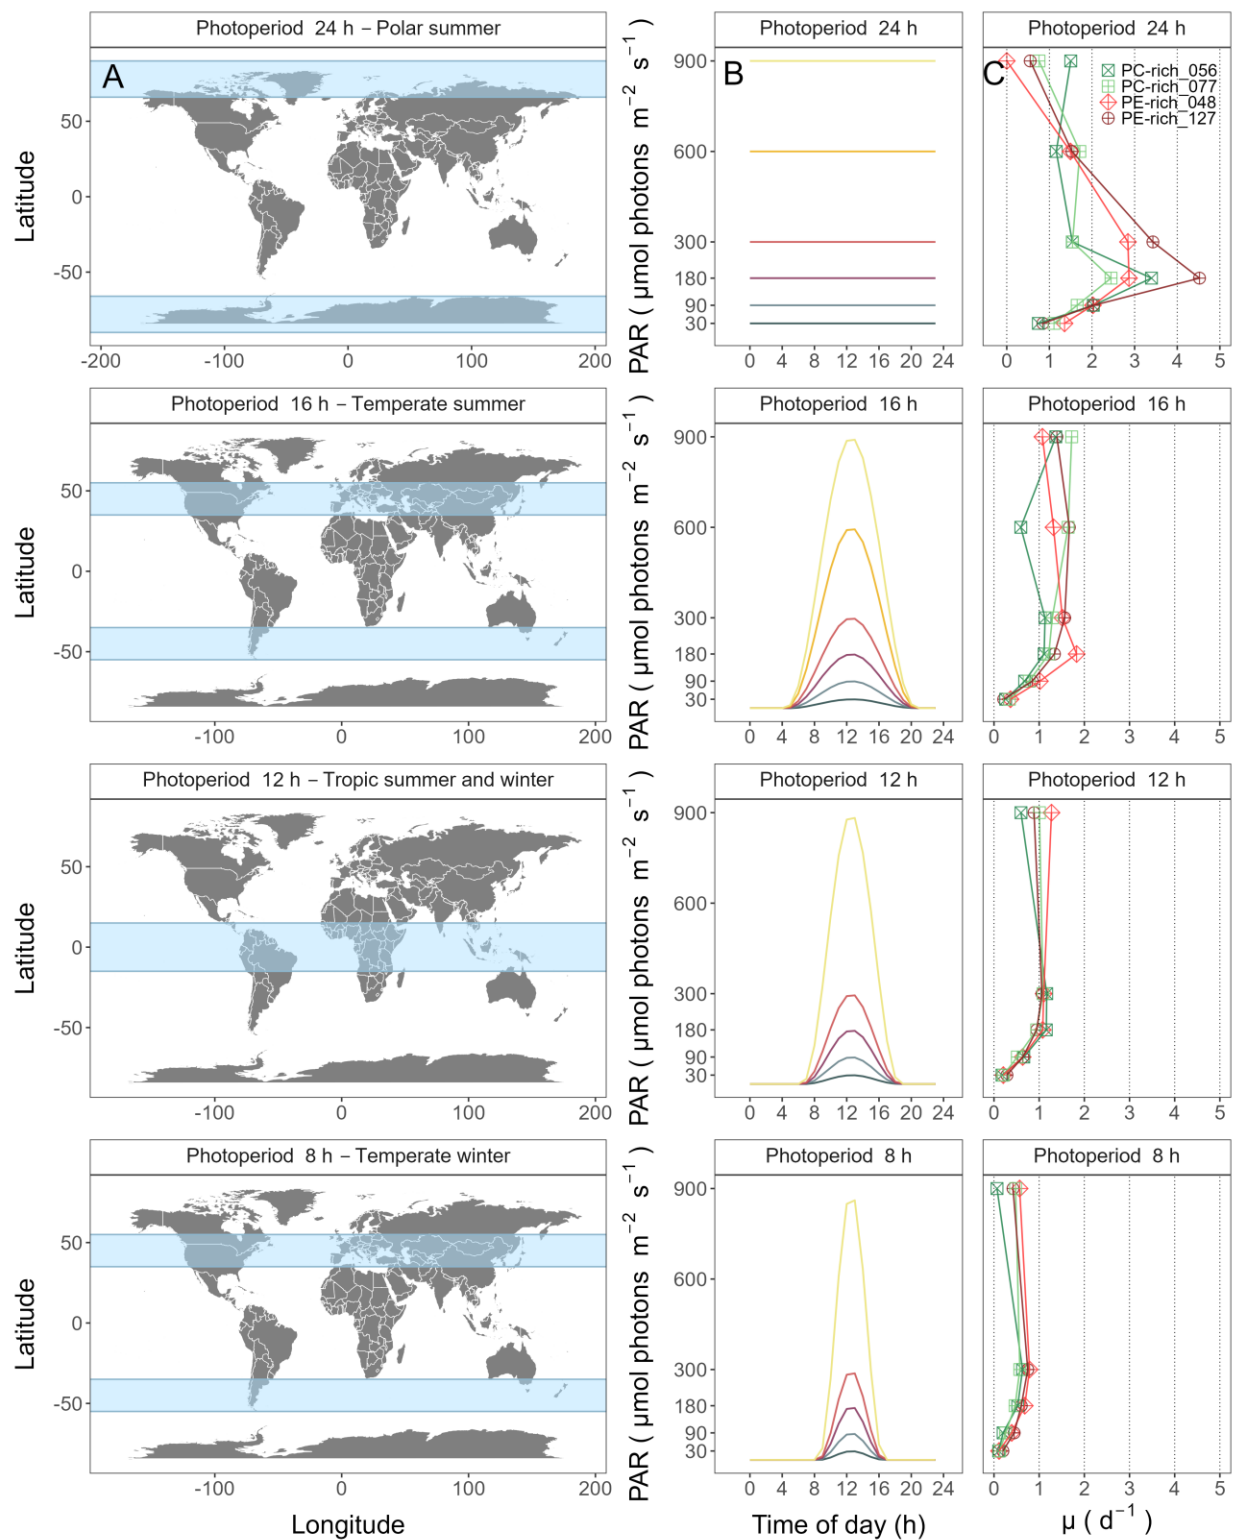 Photoperiod 24 h – Polar summer
Photoperiod 24 h
Photoperiod 24 h
A
B
C
Latitude
50
0
-50
-200
-100
0
100
200
PAR ( μmol photons m−2 s−1 )
900
600
300
180
90
30
0 4 8 12 16 20 24
PC-rich_056
PC-rich_077
PE-rich_048
PE-rich_127
0 1 2 3 4 5
Photoperiod 16 h – Temperate summer
Photoperiod 16 h
Photoperiod 16 h
Latitude
50
0
-50
-100
0
100
200
PAR ( μmol photons m−2 s−1 )
900
600
300
180
90
30
0 4 8 12 16 20 24
0 1 2 3 4 5
Photoperiod 12 h – Tropic summer and winter
Photoperiod 12 h
Photoperiod 12 h
Latitude
50
0
-50
-100
0
100
200
PAR ( μmol photons m−2 s−1 )
900
600
300
180
90
30
0 4 8 12 16 20 24
0 1 2 3 4 5
Photoperiod 8 h – Temperate winter
Photoperiod 8 h
Photoperiod 8 h
Latitude
50
0
-50
-100
0
100
200
PAR ( μmol photons m−2 s−1 )
900
600
300
180
90
30
0 4 8 12 16 20 24
0 1 2 3 4 5
Longitude
Time of day (h)
μ ( d−1 )